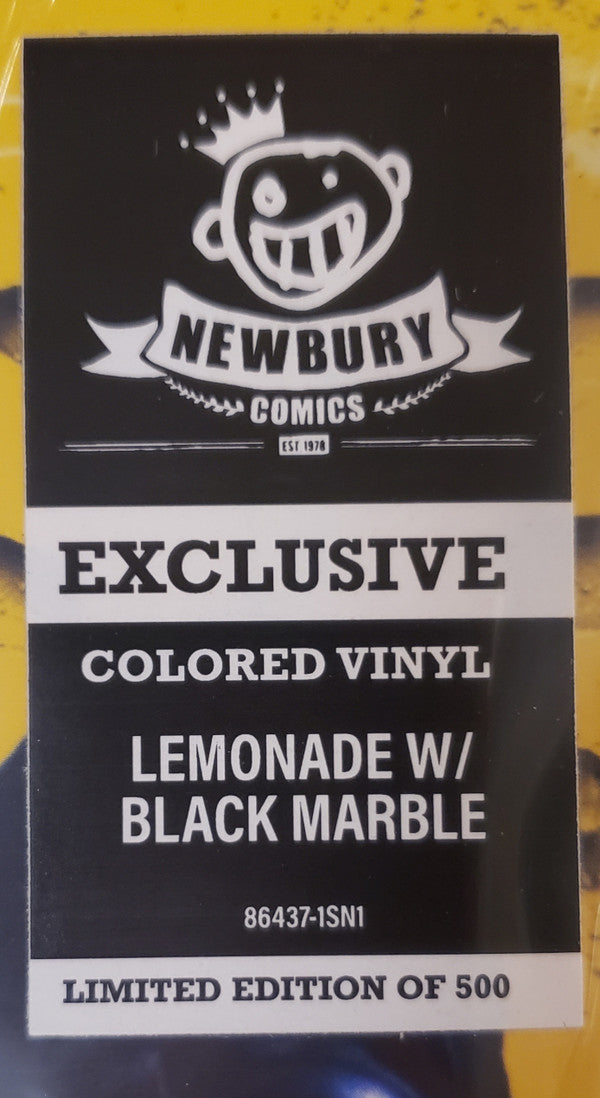 NEWBURY
COMICS
EST. 1978
EXCLUSIVE
COLORED VINYL
LEMONADE W/
BLACK MARBLE
86437-1SN1
LIMITED EDITION OF 500